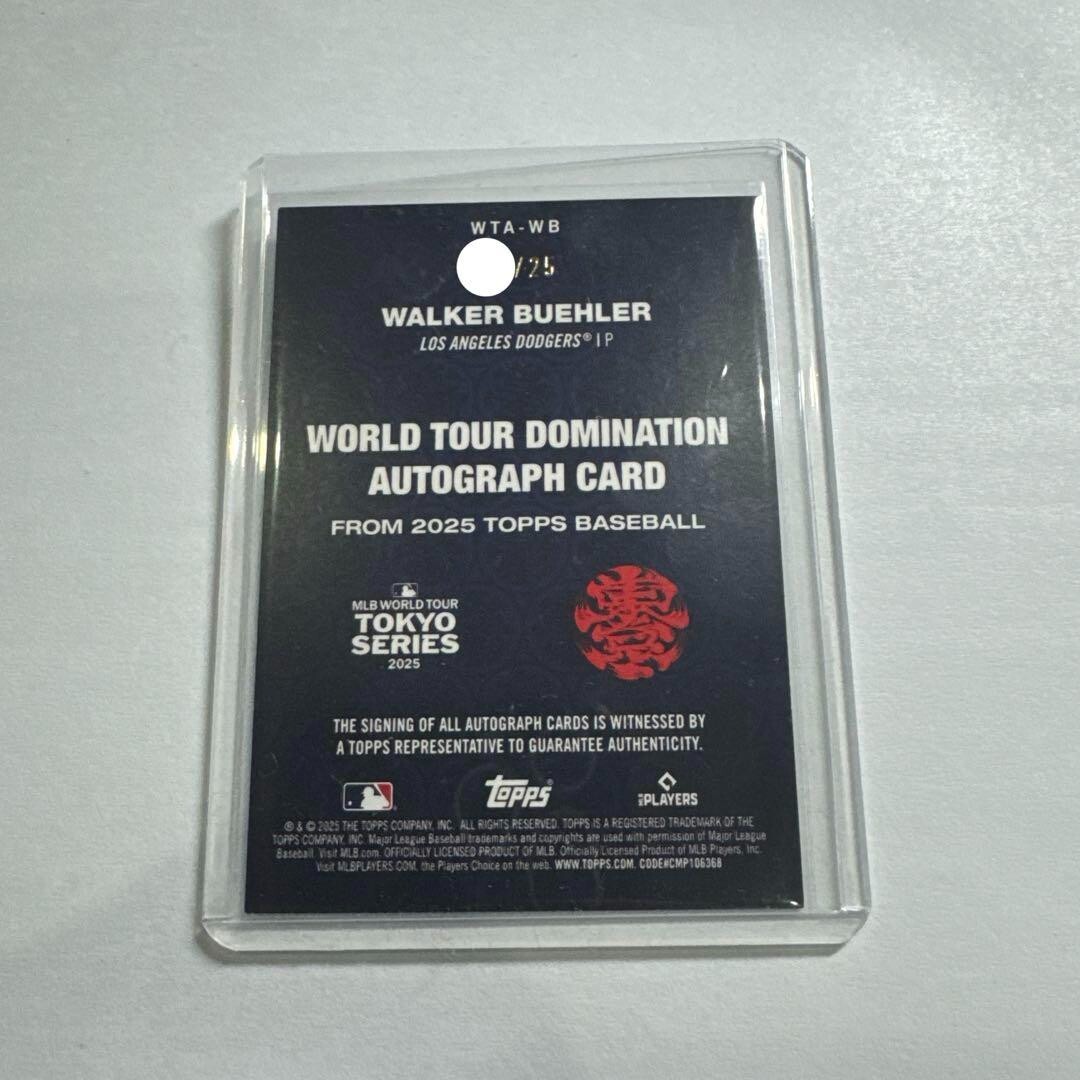 WTA-WB
/25
WALKER BUEHLER
LOS ANGELES DODGERS® | P
WORLD TOUR DOMINATION
AUTOGRAPH CARD
FROM 2025 TOPPS BASEBALL
MLB WORLD TOUR
TOKYO
SERIES
2025
東京
THE SIGNING OF ALL AUTOGRAPH CARDS IS WITNESSED BY
A TOPPS REPRESENTATIVE TO GUARANTEE AUTHENTICITY.
topps®
MLB PLAYERS
® & © 2025 THE TOPPS COMPANY, INC. ALL RIGHTS RESERVED. TOPPS IS A REGISTERED TRADEMARK OF THE
TOPPS COMPANY, INC. Major League Baseball trademarks and copyrights are used with permission of Major League
Baseball. Visit MLB.com. OFFICIALLY LICENSED PRODUCT OF MLB. Officially Licensed Product of MLB Players, Inc.
Visit MLBPLAYERS.COM, the Players Choice on the web. WWW.TOPPS.COM. CODE#CMP106368